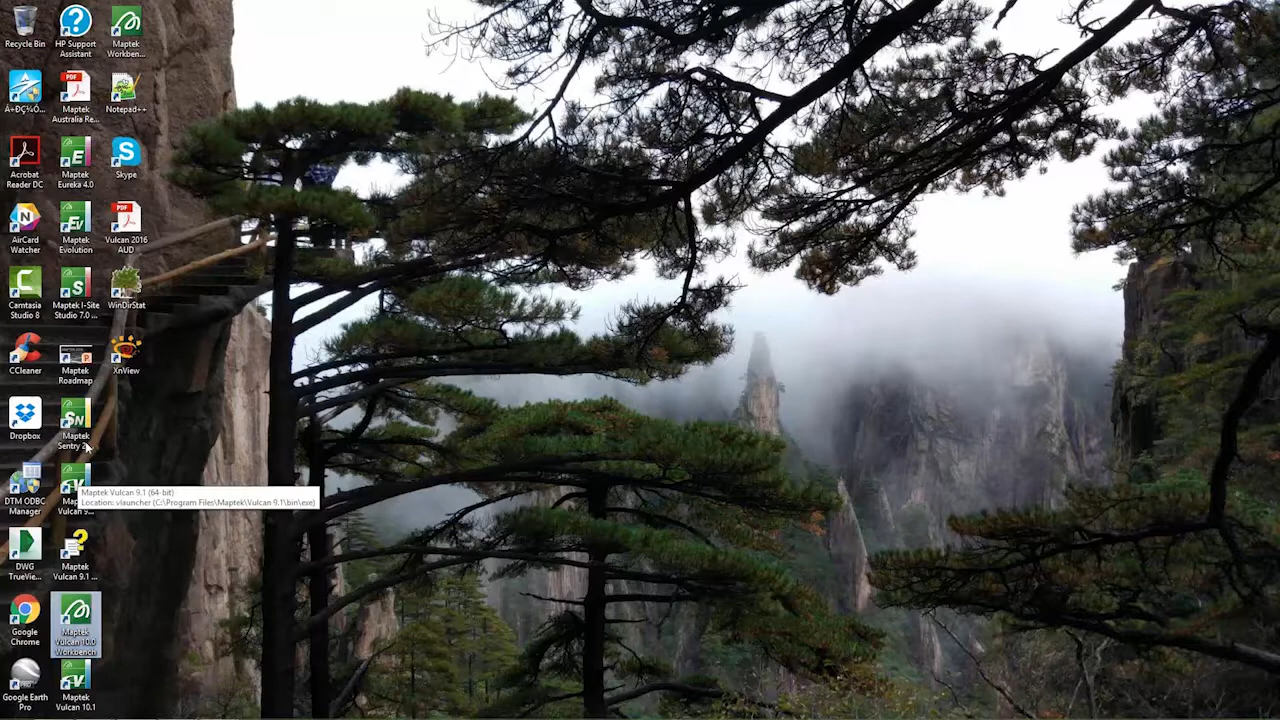 Recycle Bin
HP Support
Assistant
Maptek
Workben...
Á+ÐÇ¼Ó...
PDF
Maptek
Australia Re...
Notepad++
Acrobat
Reader DC
Maptek
Eureka 4.0
Skype
AirCard
Watcher
Maptek
Evolution
PDF
Vulcan 2016
AUD
Camtasia
Studio 8
Maptek I-Site
Studio 7.0 ...
WinDirStat
CCleaner
Maptek
Roadmap
XnView
Dropbox
Maptek
Sentry
DTM ODBC
Manager
Vulcan 9...
Maptek Vulcan 9.1 (64-bit)
Location: vlauncher (C:\Program Files\Maptek\Vulcan 9.1\bin\exe)
DWG
TrueVie...
Maptek
Vulcan 9.1 ...
Google
Chrome
Maptek
Vulcan 10.0
Workbench
Google Earth
Pro
Maptek
Vulcan 10.1